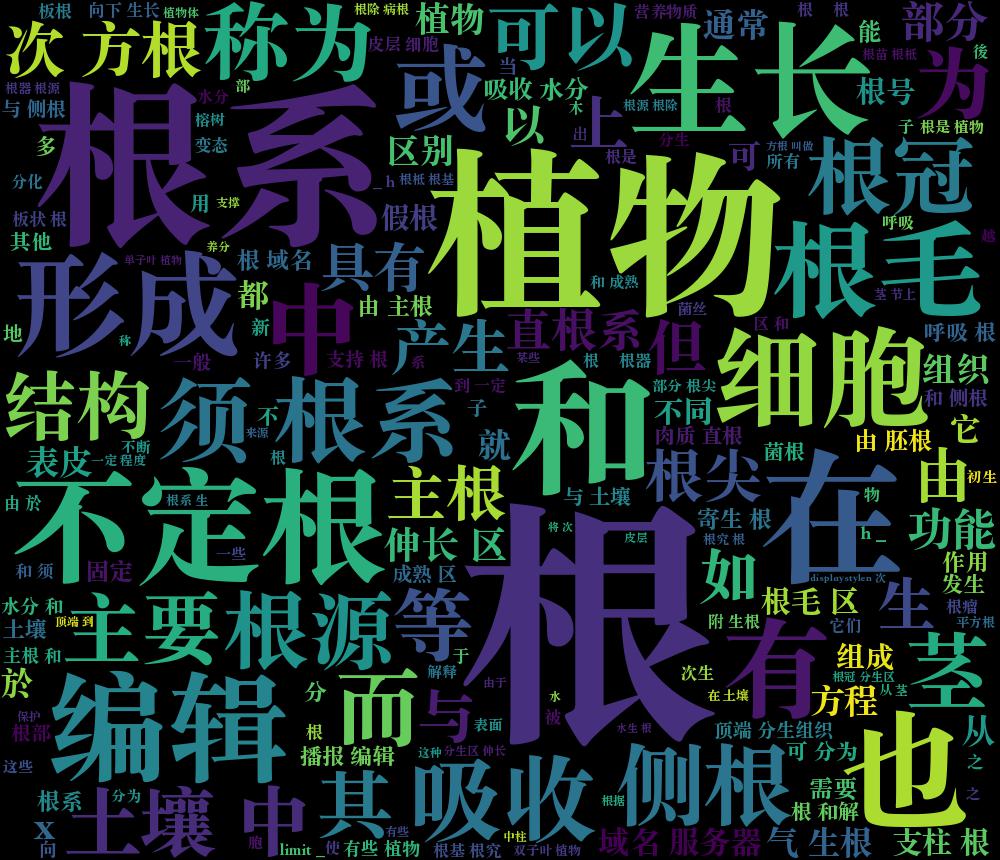 板根 向下 生长 植物体
根除 病根 植物
营养物质
根 根
次 方根 称为 皮层 细胞 可以 通常 部分
或 当 生长 能 根苗 根柢 後
根器 根源 部 吸收 水分 根号 为
与 侧根 根系 水分 以 木 上 根源 根除 根
多 榕树 出 分生 子 根是 植物
变态 区别 根是 可 方根 叫做 所有 根冠
分化 _ h 根柢 根基 植物
板状 根 用 支撑 假根 呼吸
其他 养分 根毛 越
形成 单子叶 植物 根 域名 具有 和 成熟 茎 节上
都 中 由 主根 菌丝
地 称 新 直根系 但 区 和 呼吸 根
一般 许多 支持 根 产生 系 某些 根 根器 细胞 组织
结构 须根系 到 一定 和 部分 根尖 和 侧根
不 来源 子 不同 它
表皮 不断 一定 程度 根 就 肉质 直根 由 胚根
菌根
不定根 根系 生 主根 根尖 在 由 初生
由 於 与 土壤 物
一些 伸长 区 将 次 皮层 寄生 根 h _ 功能
和 须 固定 成熟 区 根 根究 根 作用
如 displaystylen 次 发生
水分 和 主要 根源 等 根毛 区 生 根瘤
土壤 顶端 到 附 生根 它们 平方根
主根 和 有 组成 茎
於 解释 于 次生 根冠 分生区
编辑 分 而 由于 在 土壤 方程 从 茎
保护 与 表面 水 被
根部 根 水生 根 顶端 分生组织 也 从
这些 播报 编辑 这种 分生区 伸长 可 分为 之
根系 分为 中 其 吸收 侧根 需要 之
土壤 根据 根 和解
x 胞 有些 中柱
向 limit _ 使 有些 植物 根基 根究 双子叶 植物 域名 服务器 气 生根 支柱 根